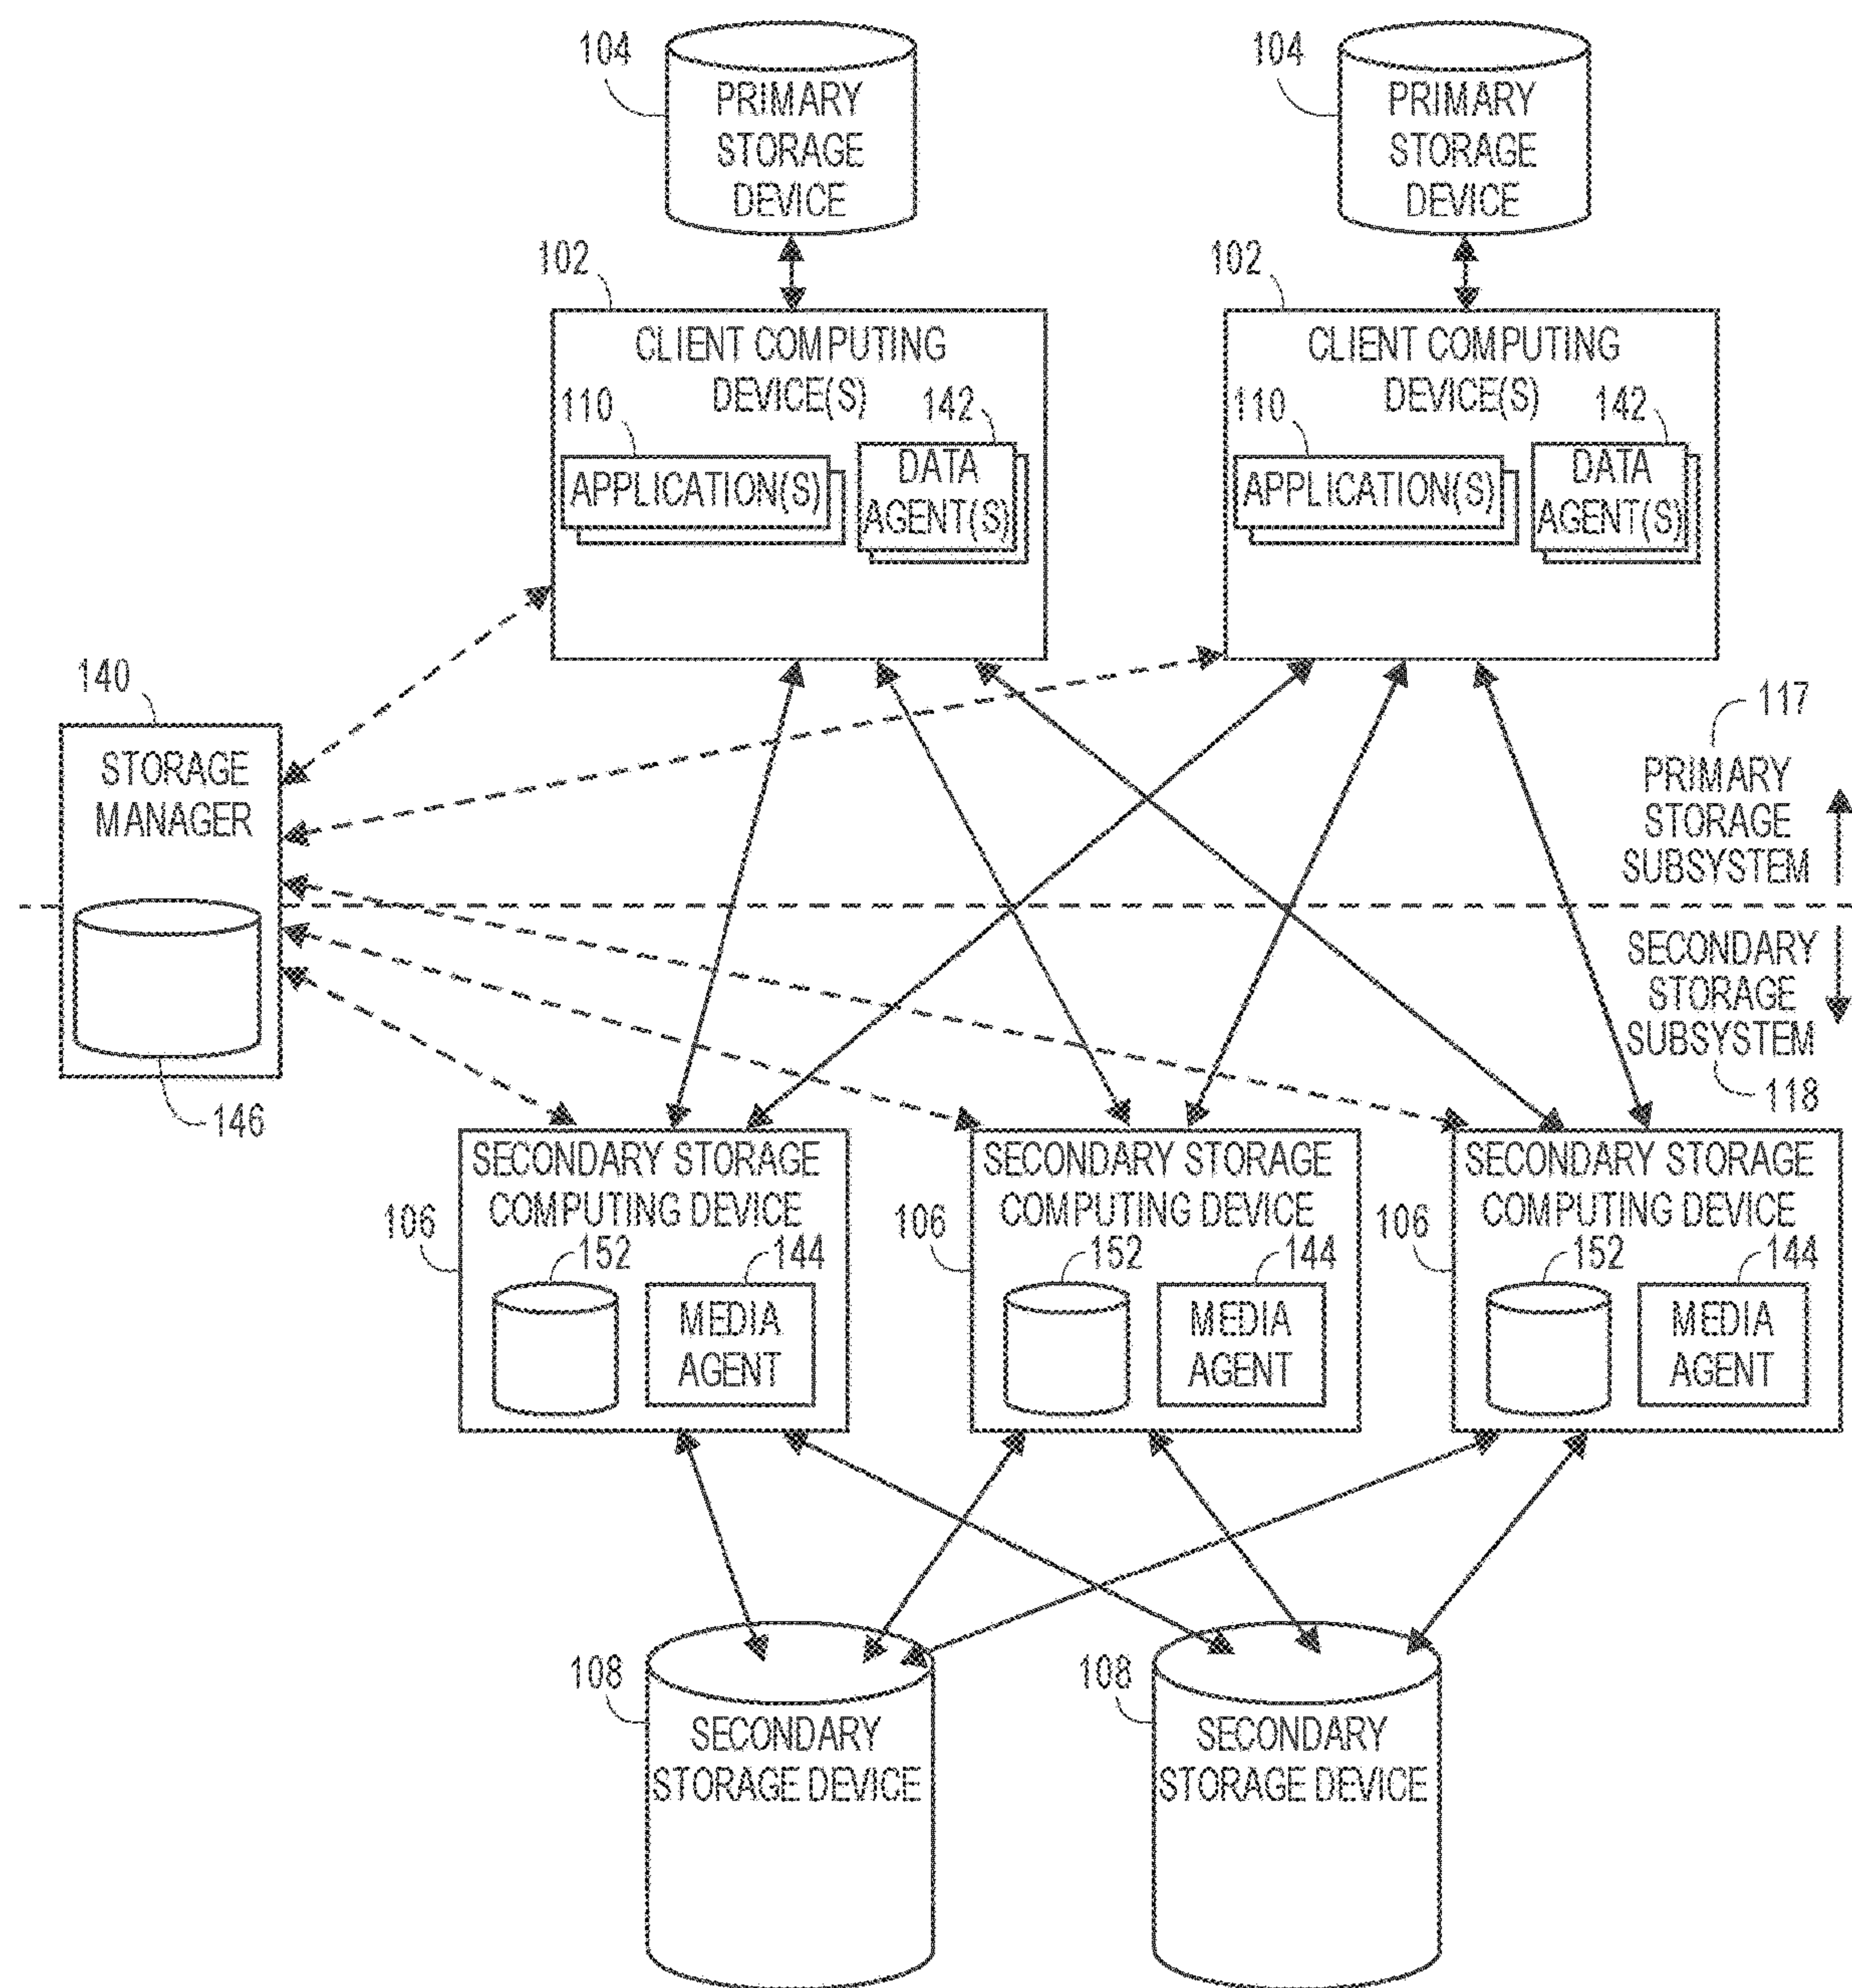 104
PRIMARY
STORAGE
DEVICE
104
PRIMARY
STORAGE
DEVICE
102
CLIENT COMPUTING
DEVICE(S)
110
142
APPLICATION(S)
DATA
AGENT(S)
102
CLIENT COMPUTING
DEVICE(S)
110
142
APPLICATION(S)
DATA
AGENT(S)
140
STORAGE
MANAGER
146
117
PRIMARY
STORAGE
SUBSYSTEM
SECONDARY
STORAGE
SUBSYSTEM
118
SECONDARY STORAGE
COMPUTING DEVICE
106
152
144
MEDIA
AGENT
SECONDARY STORAGE
COMPUTING DEVICE
106
152
144
MEDIA
AGENT
SECONDARY STORAGE
COMPUTING DEVICE
106
152
144
MEDIA
AGENT
108
SECONDARY
STORAGE DEVICE
108
SECONDARY
STORAGE DEVICE